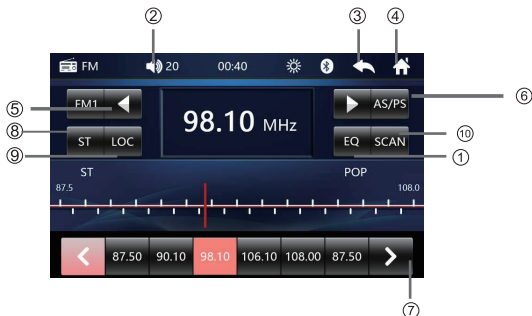 ② ③ ④
FM 20 00:40
⑤ FM1 AS/PS ⑥
98.10 MHz
⑧ ST LOC EQ SCAN ⑩
⑨ ①
ST POP
87.5 108.0
87.50 90.10 98.10 106.10 108.00 87.50
⑦